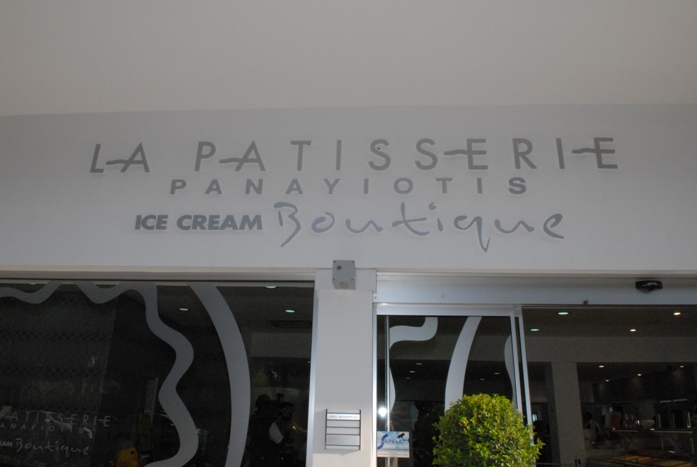 LA PATISSERIE
PANAYIOTIS
ICE CREAM Boutique
PATISSERIE
Boutique